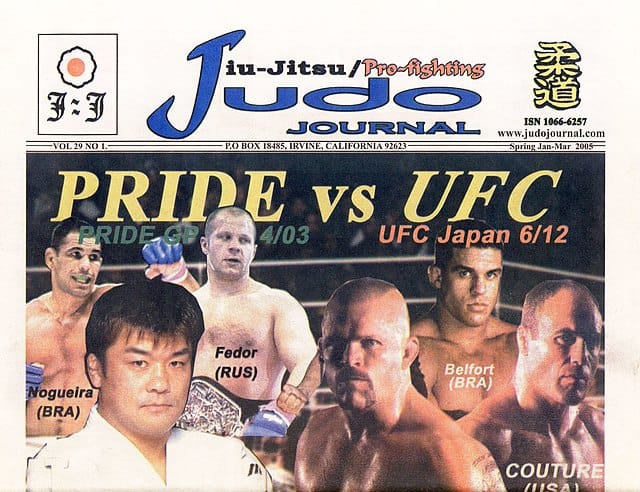 Jiu-Jitsu/Pro-fighting
Judo
JOURNAL
J=J
柔道
ISN 1066-6257
www.judojournal.com
VOL 29 NO 1.
P.O BOX 18485, IRVINE, CALIFORNIA 92623
Spring Jan-Mar 2005
PRIDE vs UFC
PRIDE GP 4/03
UFC Japan 6/12
Fedor
(RUS)
Nogueira
(BRA)
Belfort
(BRA)
COUTURE
(USA)